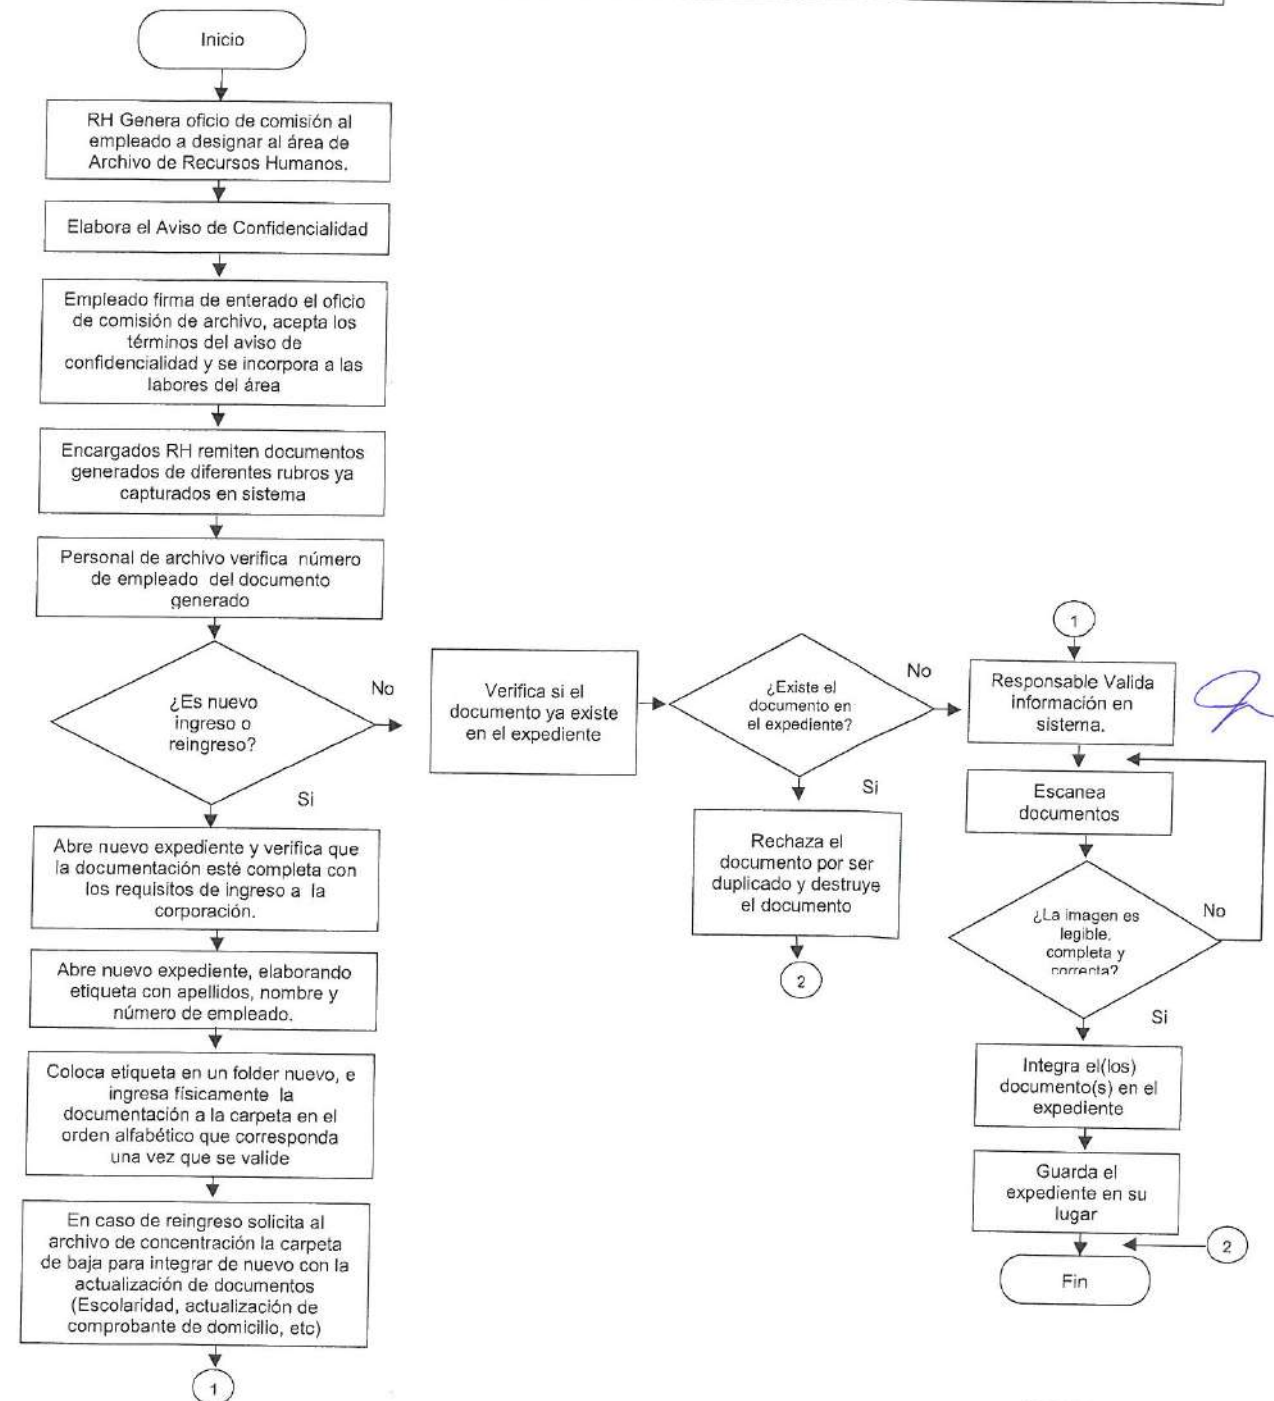 Inicio
RH Genera oficio de comisión al
empleado a designar al área de
Archivo de Recursos Humanos.
Elabora el Aviso de Confidencialidad
Empleado firma de enterado el oficio
de comisión de archivo, acepta los
términos del aviso de
confidencialidad y se incorpora a las
labores del área
Encargados RH remiten documentos
generados de diferentes rubros ya
capturados en sistema
Personal de archivo verifica número
de empleado del documento
generado
¿Es nuevo
ingreso o
reingreso?
No
Si
Abre nuevo expediente y verifica que
la documentación esté completa con
los requisitos de ingreso a la
corporación.
Abre nuevo expediente, elaborando
etiqueta con apellidos, nombre y
número de empleado.
Coloca etiqueta en un folder nuevo, e
ingresa físicamente la
documentación a la carpeta en el
orden alfabético que corresponda
una vez que se valide
En caso de reingreso solicita al
archivo de concentración la carpeta
de baja para integrar de nuevo con la
actualización de documentos
(Escolaridad, actualización de
comprobante de domicilio, etc)
1
Verifica si el
documento ya existe
en el expediente
¿Existe el
documento en
el expediente?
No
Si
Rechaza el
documento por ser
duplicado y destruye
el documento
2
1
Responsable Valida
información en
sistema.
Escanea
documentos
¿La imagen es
legible,
completa y
correcta?
No
Si
Integra el(los)
documento(s) en el
expediente
Guarda el
expediente en su
lugar
2
Fin